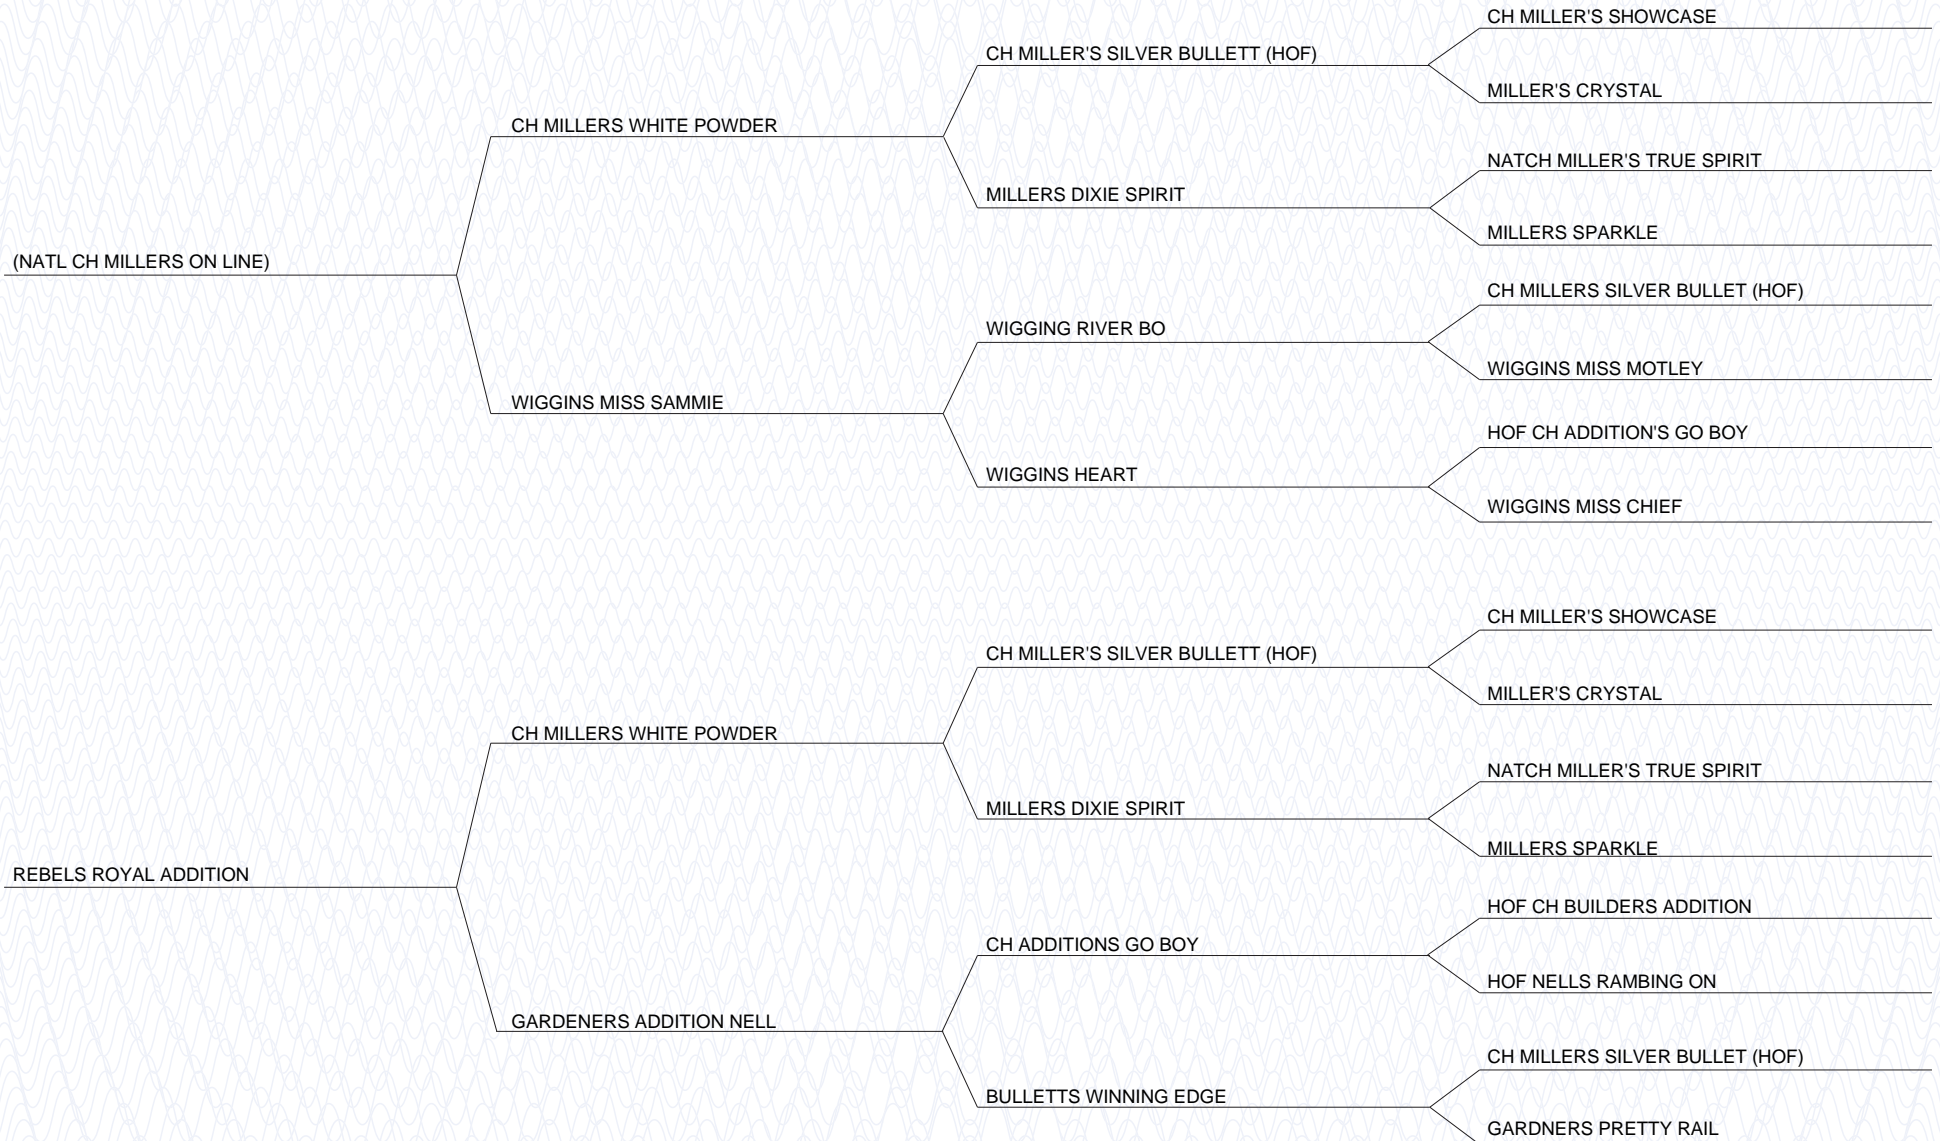 CH MILLER'S SHOWCASE
CH MILLER'S SILVER BULLETT (HOF)
MILLER'S CRYSTAL
CH MILLERS WHITE POWDER
NATCH MILLER'S TRUE SPIRIT
MILLERS DIXIE SPIRIT
MILLERS SPARKLE
(NATL CH MILLERS ON LINE)
CH MILLERS SILVER BULLET (HOF)
WIGGING RIVER BO
WIGGINS MISS MOTLEY
WIGGINS MISS SAMMIE
HOF CH ADDITION'S GO BOY
WIGGINS HEART
WIGGINS MISS CHIEF
CH MILLER'S SHOWCASE
CH MILLER'S SILVER BULLETT (HOF)
MILLER'S CRYSTAL
CH MILLERS WHITE POWDER
NATCH MILLER'S TRUE SPIRIT
MILLERS DIXIE SPIRIT
MILLERS SPARKLE
REBELS ROYAL ADDITION
HOF CH BUILDERS ADDITION
CH ADDITIONS GO BOY
HOF NELLS RAMBING ON
GARDENERS ADDITION NELL
CH MILLERS SILVER BULLET (HOF)
BULLETTS WINNING EDGE
GARDNERS PRETTY RAIL